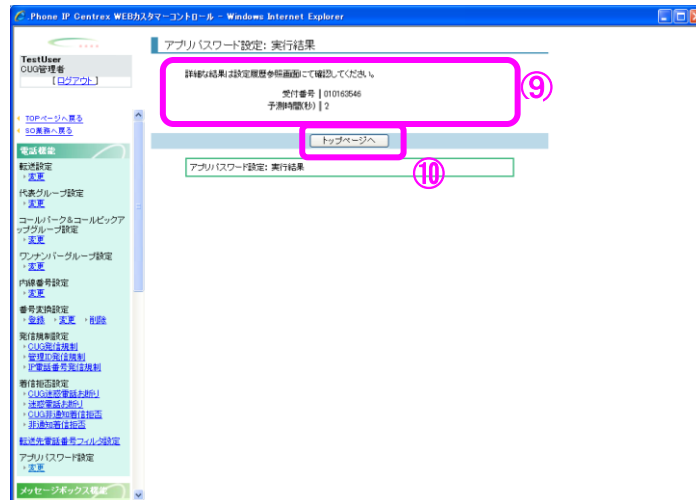 .Phone IP Centrex WEBカスタマーコントロール - Windows Internet Explorer
TestUser
CUG管理者
[ログアウト]
TOPページへ戻る
SO業務へ戻る
電話機能
転送設定
変更
代表グループ設定
変更
コールパーク&コールピックア
ップグループ設定
変更
ワンナンバーグループ設定
変更
内線番号設定
変更
番号変換設定
登録 変更 削除
発信規制設定
CUG発信規制
管理ID発信規制
IP電話番号発信規制
着信拒否設定
CUG迷惑電話お断り
迷惑電話お断り
CUG非通知着信拒否
非通知着信拒否
転送先電話番号フィルタ設定
アプリパスワード設定
変更
メッセージボックス機能
アプリパスワード設定: 実行結果
詳細な結果は設定履歴参照画面にて確認してください。
受付番号 010163546
予測時間(秒) 2
⑨
トップページへ
⑩
アプリパスワード設定: 実行結果